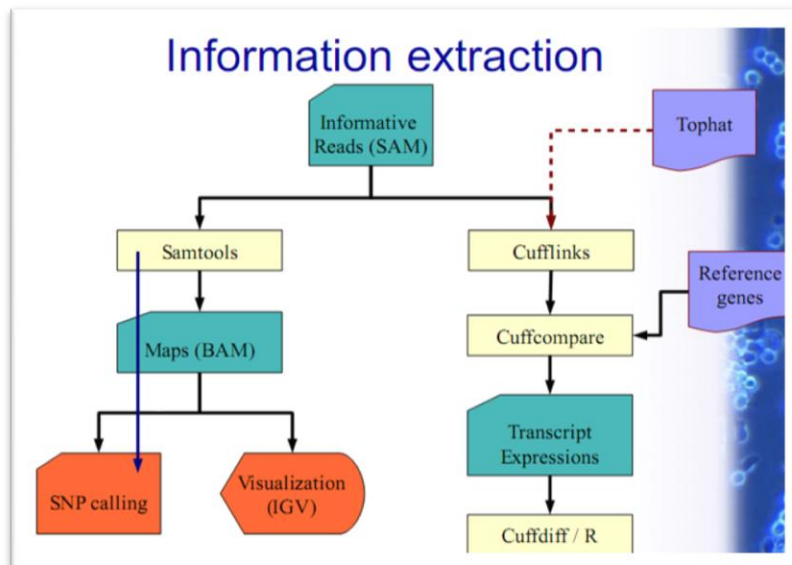 Information extraction
Informative
Reads (SAM)
Tophat
Samtools
Cufflinks
Reference
genes
Maps (BAM)
Cuffcompare
Transcript
Expressions
SNP calling
Visualization
(IGV)
Cuffdiff / R